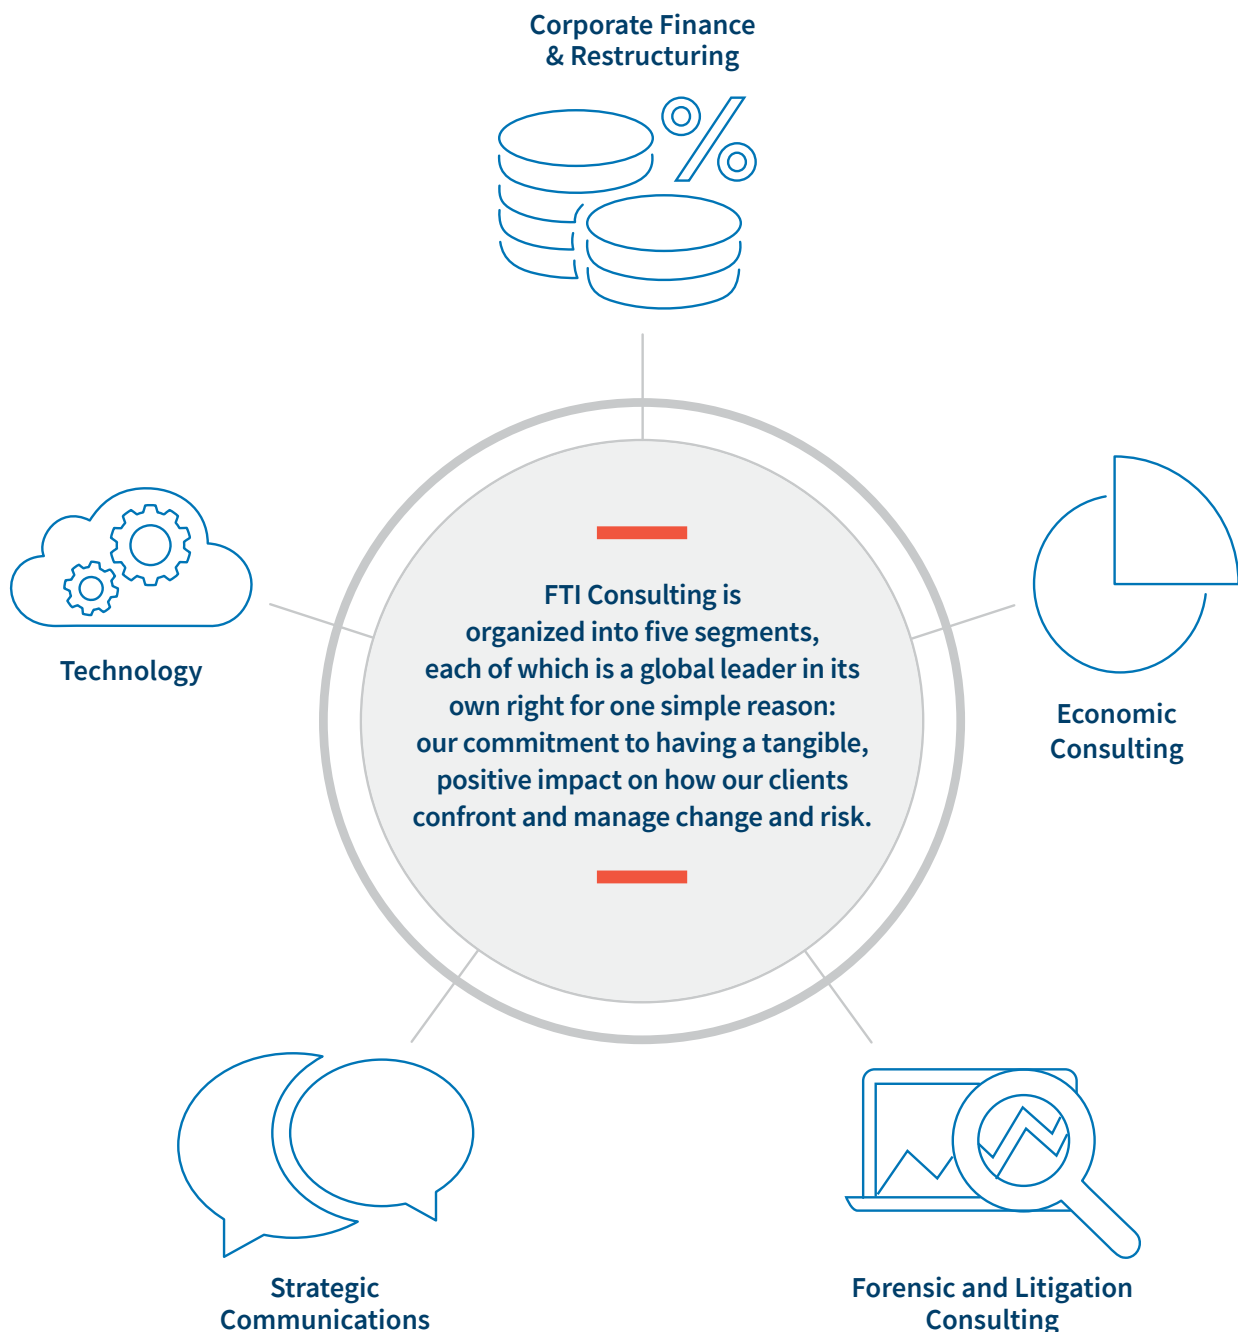 Corporate Finance
& Restructuring
%
FTI Consulting is
organized into five segments,
each of which is a global leader in its
own right for one simple reason:
our commitment to having a tangible,
positive impact on how our clients
confront and manage change and risk.
Technology
Economic
Consulting
Strategic
Communications
Forensic and Litigation
Consulting